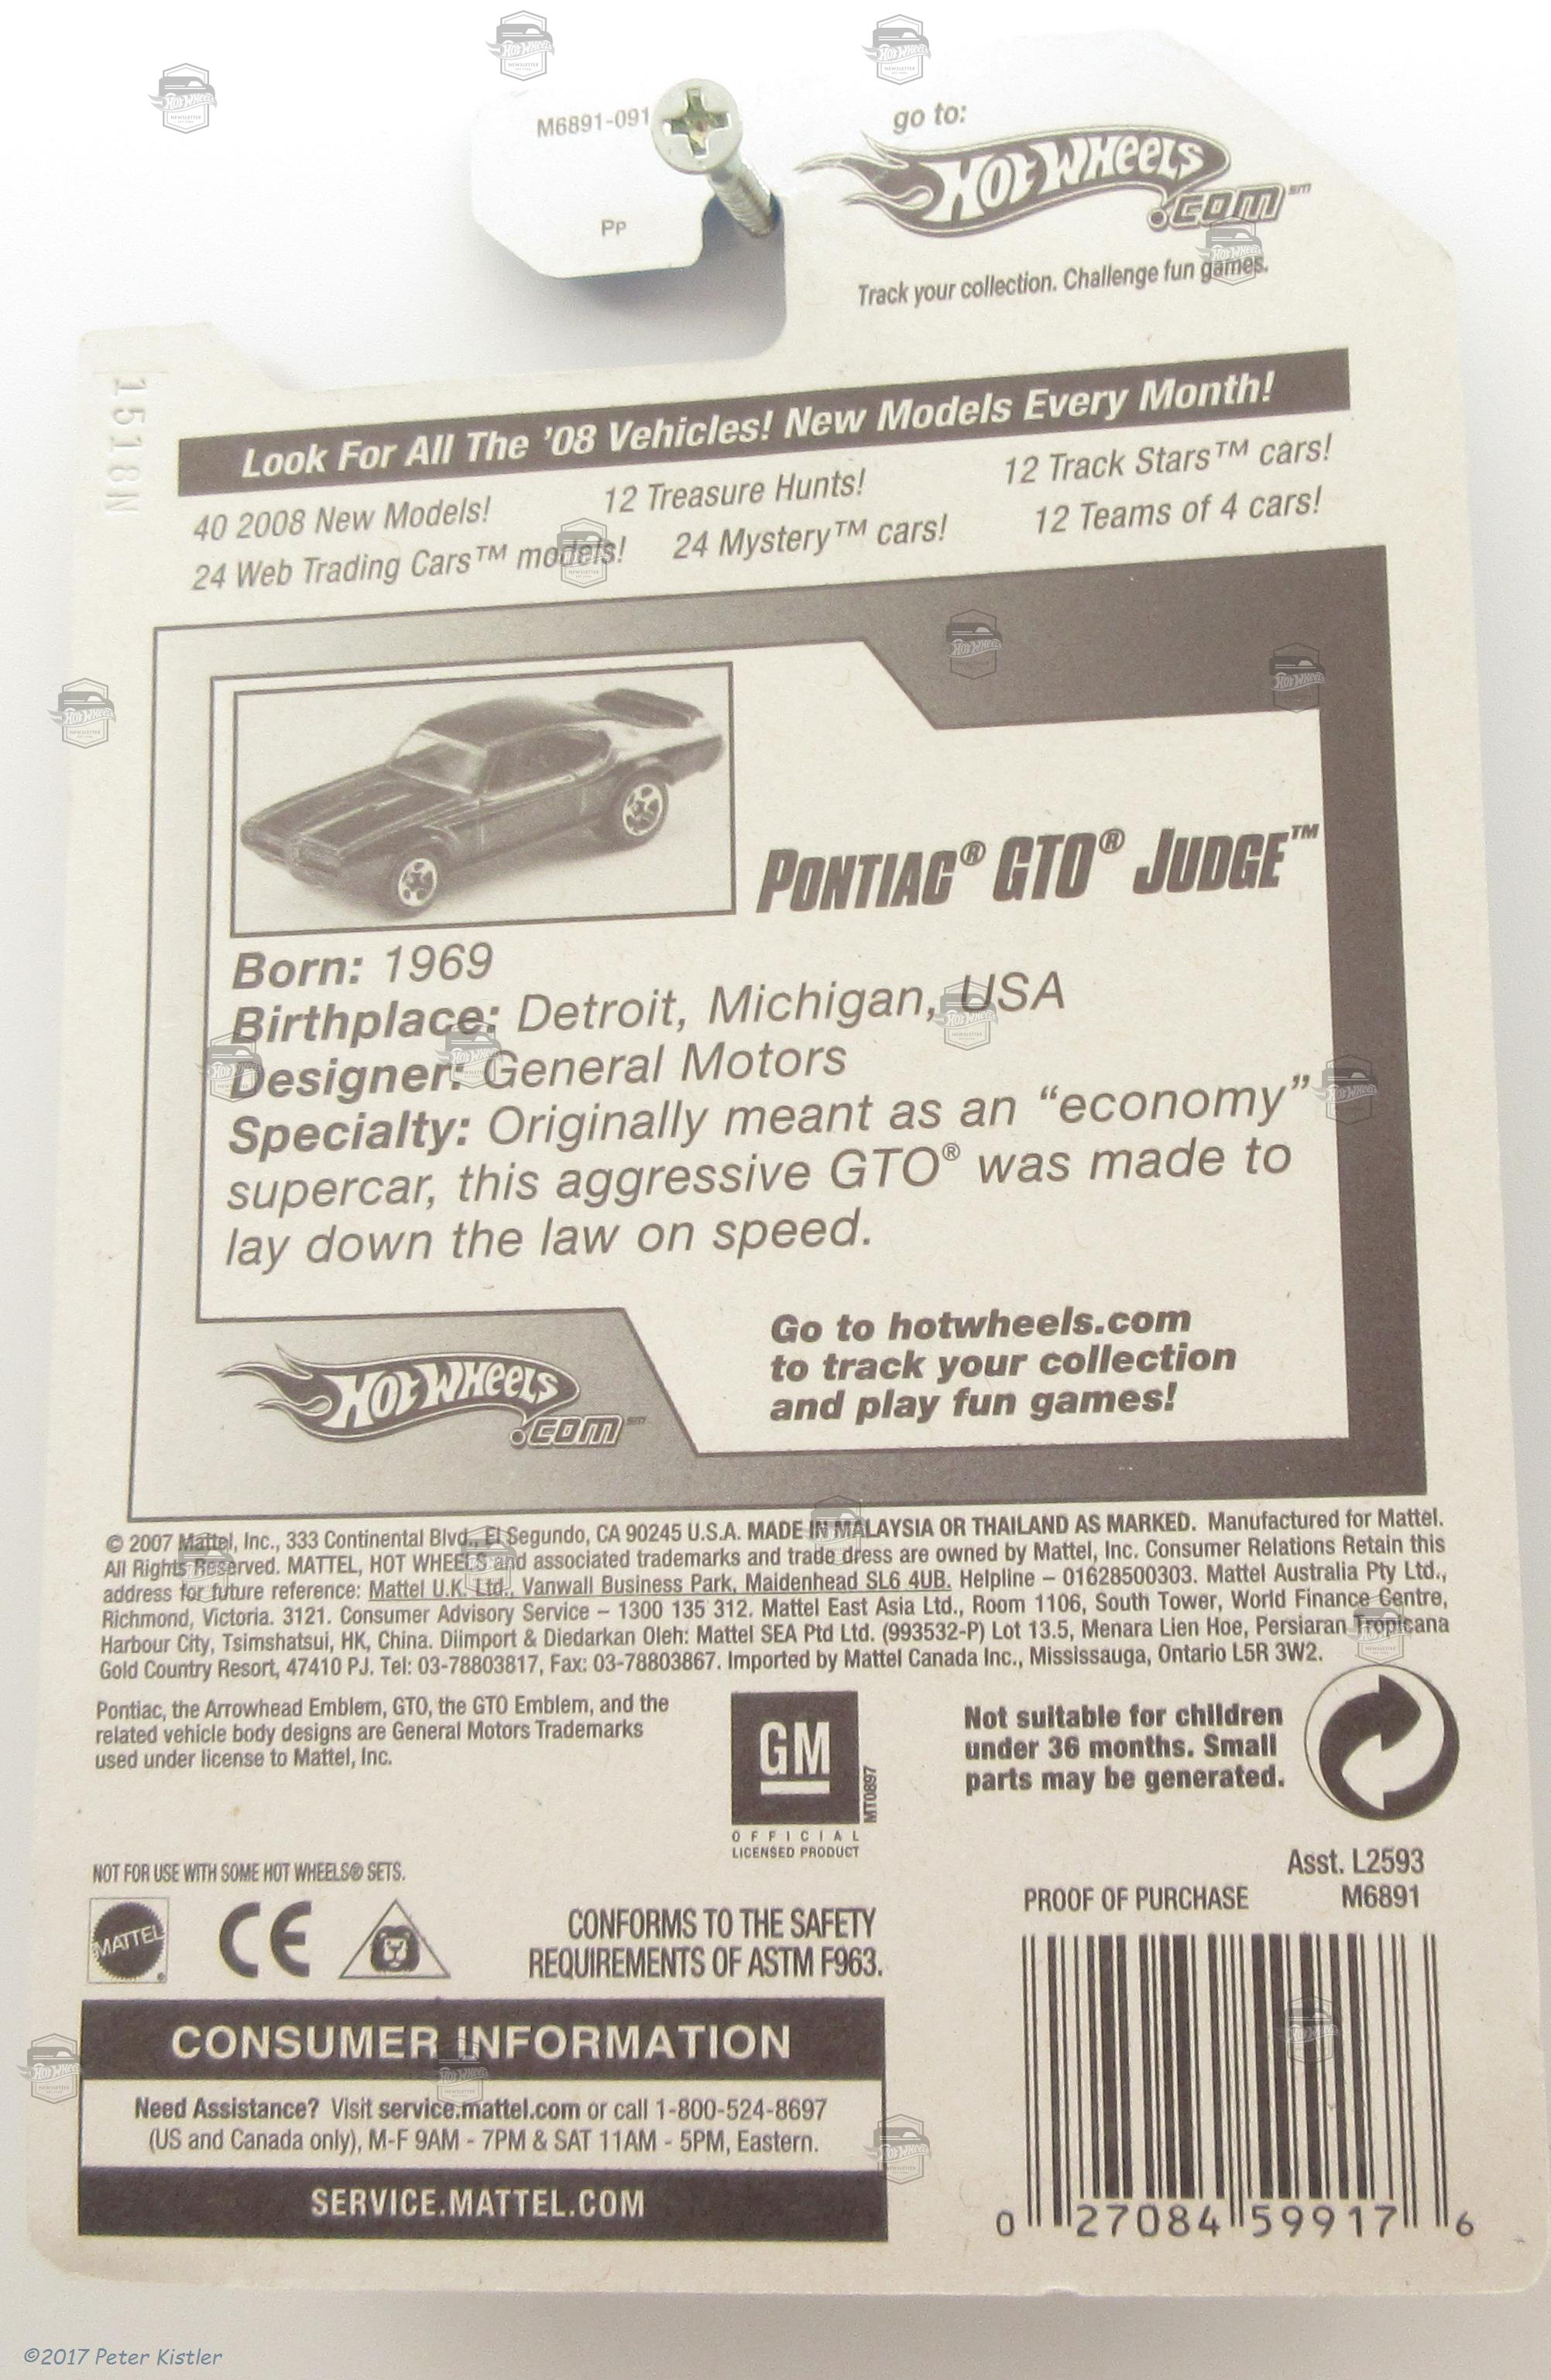 M6891-091
Pp
go to:
Hot Wheels
.com℠
Track your collection. Challenge fun games.
1518N
Look For All The '08 Vehicles! New Models Every Month!
40 2008 New Models! 12 Treasure Hunts! 12 Track Stars™ cars!
24 Web Trading Cars™ models! 24 Mystery™ cars! 12 Teams of 4 cars!
PONTIAC® GTO® JUDGE™
Born: 1969
Birthplace: Detroit, Michigan, USA
Designer: General Motors
Specialty: Originally meant as an “economy”
supercar, this aggressive GTO® was made to
lay down the law on speed.
Hot Wheels
.com℠
Go to hotwheels.com
to track your collection
and play fun games!
© 2007 Mattel, Inc., 333 Continental Blvd., El Segundo, CA 90245 U.S.A. MADE IN MALAYSIA OR THAILAND AS MARKED. Manufactured for Mattel.
All Rights Reserved. MATTEL, HOT WHEELS and associated trademarks and trade dress are owned by Mattel, Inc. Consumer Relations Retain this
address for future reference: Mattel U.K. Ltd., Vanwall Business Park, Maidenhead SL6 4UB. Helpline – 01628500303. Mattel Australia Pty Ltd.,
Richmond, Victoria. 3121. Consumer Advisory Service – 1300 135 312. Mattel East Asia Ltd., Room 1106, South Tower, World Finance Centre,
Harbour City, Tsimshatsui, HK, China. Diimport & Diedarkan Oleh: Mattel SEA Ptd Ltd. (993532-P) Lot 13.5, Menara Lien Hoe, Persiaran Tropicana
Gold Country Resort, 47410 PJ. Tel: 03-78803817, Fax: 03-78803867. Imported by Mattel Canada Inc., Mississauga, Ontario L5R 3W2.
Pontiac, the Arrowhead Emblem, GTO, the GTO Emblem, and the
related vehicle body designs are General Motors Trademarks
used under license to Mattel, Inc.
GM
MT0897
OFFICIAL
LICENSED PRODUCT
Not suitable for children
under 36 months. Small
parts may be generated.
NOT FOR USE WITH SOME HOT WHEELS® SETS.
MATTEL
CE
CONFORMS TO THE SAFETY
REQUIREMENTS OF ASTM F963.
Asst. L2593
PROOF OF PURCHASE M6891
CONSUMER INFORMATION
Need Assistance? Visit service.mattel.com or call 1-800-524-8697
(US and Canada only), M-F 9AM - 7PM & SAT 11AM - 5PM, Eastern.
SERVICE.MATTEL.COM
0 27084 59917 6
©2017 Peter Kistler